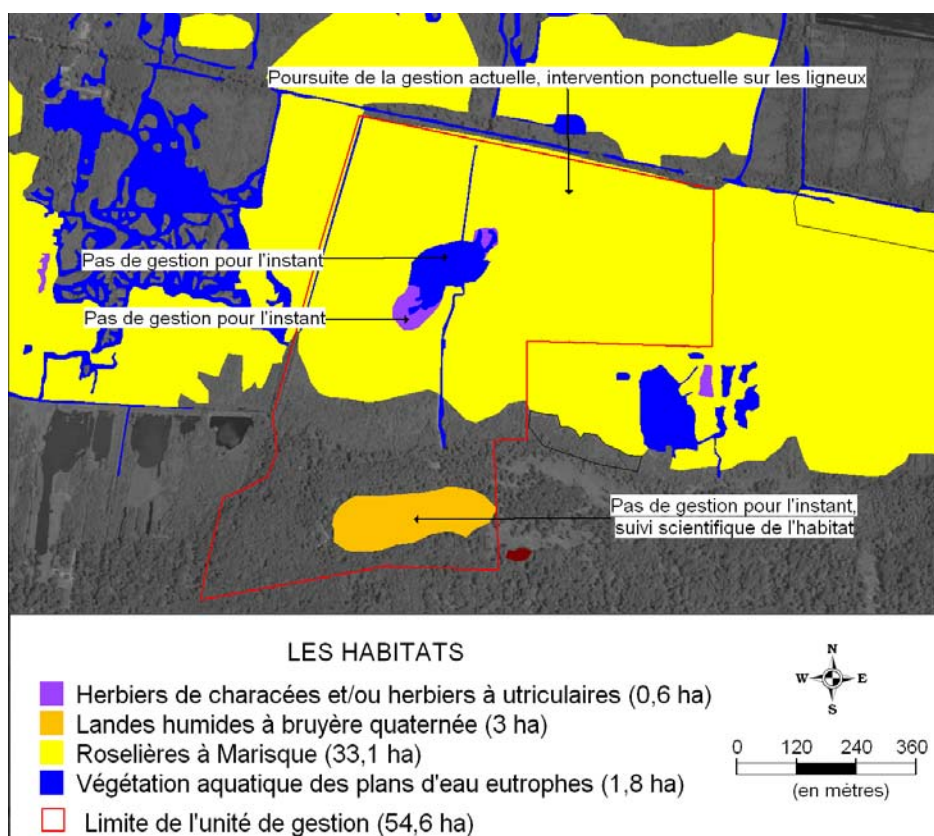 Poursuite de la gestion actuelle, intervention ponctuelle sur les ligneux
Pas de gestion pour l'instant
Pas de gestion pour l'instant
Pas de gestion pour l'instant,
suivi scientifique de l'habitat
LES HABITATS
Herbiers de characées et/ou herbiers à utriculaires (0,6 ha)
Landes humides à bruyère quaternée (3 ha)
Roselières à Marisque (33,1 ha)
Végétation aquatique des plans d'eau eutrophes (1,8 ha)
Limite de l'unité de gestion (54,6 ha)
N
W E
S
0 120 240 360
(en métres)